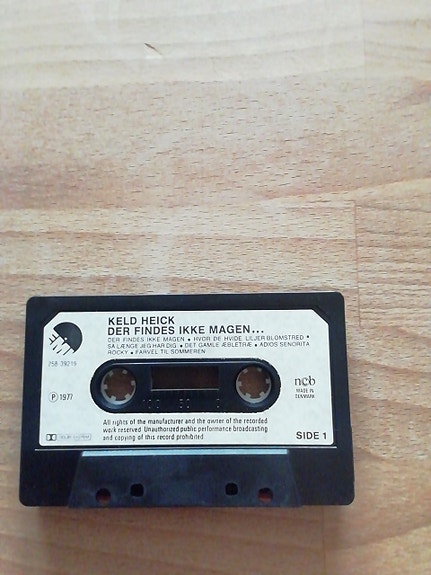 KELD HEICK
DER FINDES IKKE MAGEN...
DER FINDES IKKE MAGEN • HVOR DE HVIDE LILJER BLOMSTRED •
SÅ LÆNGE JEG HAR DIG • DET GAMLE ÆBLETRÆ • ADIOS SENORITA
ROCKY • FARVEL TIL SOMMEREN
258-39219
ncb
MADE IN
DENMARK
Ⓟ 1977
100 50
All rights of the manufacturer and the owner of the recorded
work reserved. Unauthorized public performance broadcasting
and copying of this record prohibited
SIDE 1